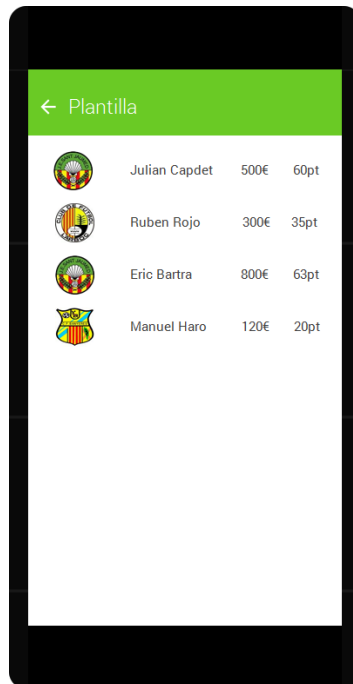 Plantilla
Julian Capdet 500€ 60pt
Ruben Rojo 300€ 35pt
Eric Bartra 800€ 63pt
Manuel Haro 120€ 20pt